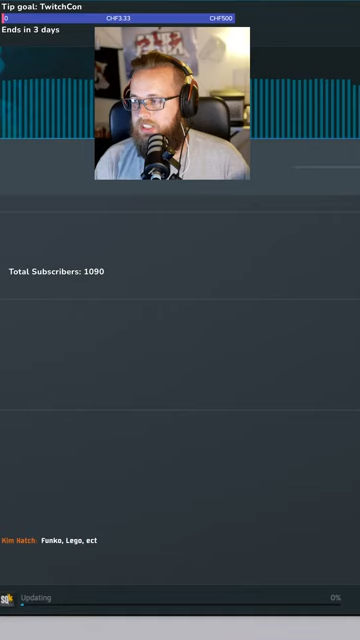 Tip goal: TwitchCon
0 CHF3.33 CHF500
Ends in 3 days
Total Subscribers: 1090
Kim Hatch: Funko, Lego, ect
SQK Updating 0%